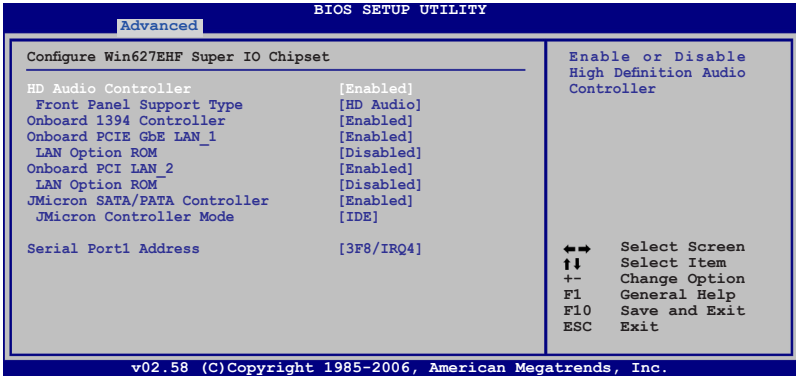 BIOS SETUP UTILITY
Advanced
Configure Win627EHF Super IO Chipset
HD Audio Controller [Enabled]
Front Panel Support Type [HD Audio]
Onboard 1394 Controller [Enabled]
Onboard PCIE GbE LAN_1 [Enabled]
LAN Option ROM [Disabled]
Onboard PCI LAN_2 [Enabled]
LAN Option ROM [Disabled]
JMicron SATA/PATA Controller [Enabled]
JMicron Controller Mode [IDE]
Serial Port1 Address [3F8/IRQ4]
Enable or Disable
High Definition Audio
Controller
←→ Select Screen
↑↓ Select Item
+- Change Option
F1 General Help
F10 Save and Exit
ESC Exit
v02.58 (C)Copyright 1985-2006, American Megatrends, Inc.